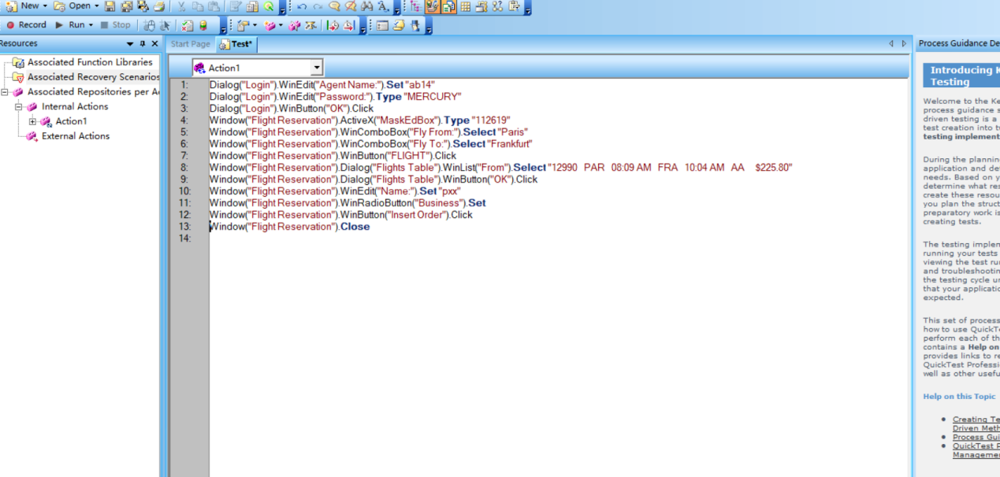 New Open
Record Run Stop
Resources
Start Page Test*
Process Guidance De
Associated Function Libraries
Associated Recovery Scenarios
Associated Repositories per A
Internal Actions
Action1
External Actions
Action1
1: Dialog("Login").WinEdit("Agent Name:").Set "ab14"
2: Dialog("Login").WinEdit("Password:").Type "MERCURY"
3: Dialog("Login").WinButton("OK").Click
4: Window("Flight Reservation").ActiveX("MaskEdBox").Type "112619"
5: Window("Flight Reservation").WinComboBox("Fly From:").Select "Paris"
6: Window("Flight Reservation").WinComboBox("Fly To:").Select "Frankfurt"
7: Window("Flight Reservation").WinButton("FLIGHT").Click
8: Window("Flight Reservation").Dialog("Flights Table").WinList("From").Select "12990 PAR 08:09 AM FRA 10:04 AM AA $225.80"
9: Window("Flight Reservation").Dialog("Flights Table").WinButton("OK").Click
10: Window("Flight Reservation").WinEdit("Name:").Set "pxx"
11: Window("Flight Reservation").WinRadioButton("Business").Set
12: Window("Flight Reservation").WinButton("Insert Order").Click
13: Window("Flight Reservation").Close
14:
Introducing K
Testing
Welcome to the Ke
process guidance s
driven testing is a
test creation into t
testing implement
During the plannin
application and de
needs. Based on y
determine what res
create these resou
you plan the struct
preparatory work is
creating tests.
The testing implem
running your tests
viewing the test ru
and troubleshootin
the testing cycle u
that your applicatio
expected.
This set of process
how to use QuickTe
perform each of th
contains a Help on
provides links to re
QuickTest Professi
well as other usefu
Help on this Topic
Creating Te
Driven Meth
Process Gui
QuickTest P
Managemen